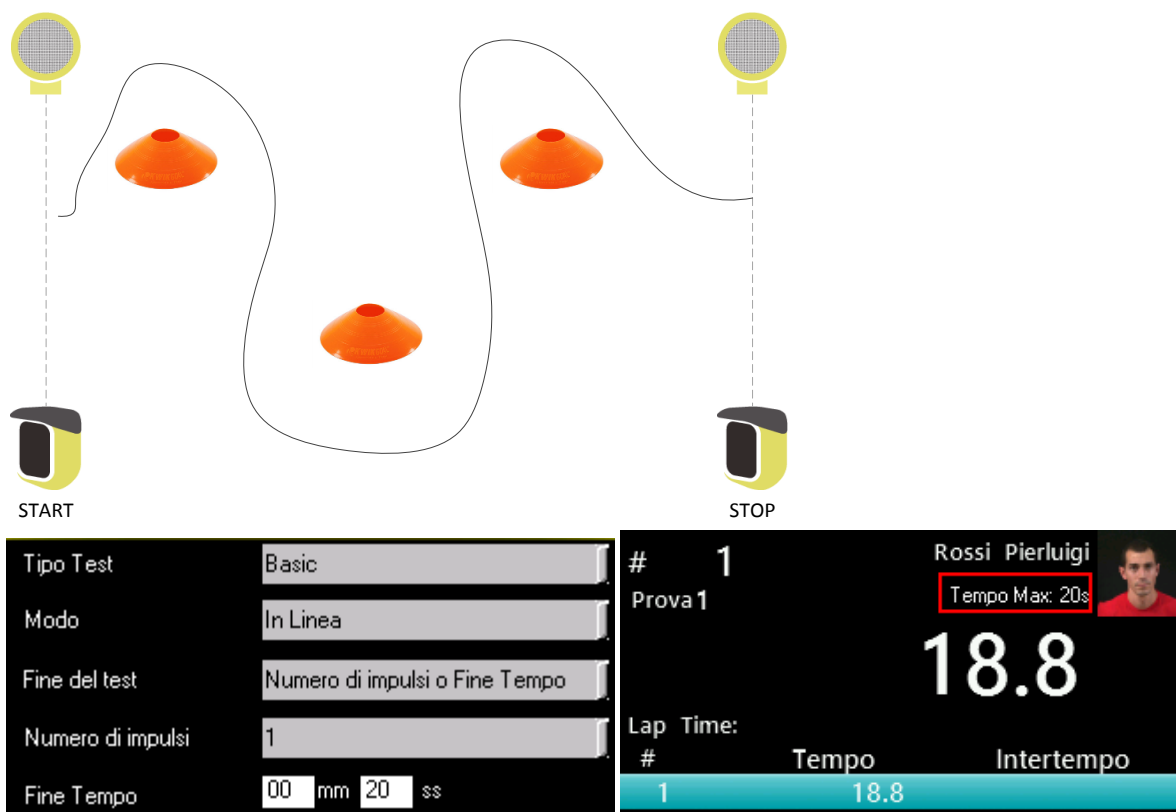 START
STOP
Tipo Test Basic
Modo In Linea
Fine del test Numero di impulsi o Fine Tempo
Numero di impulsi 1
Fine Tempo 00 mm 20 ss
# 1 Rossi Pierluigi
Prova 1 Tempo Max: 20s
18.8
Lap Time:
# Tempo Intertempo
1 18.8